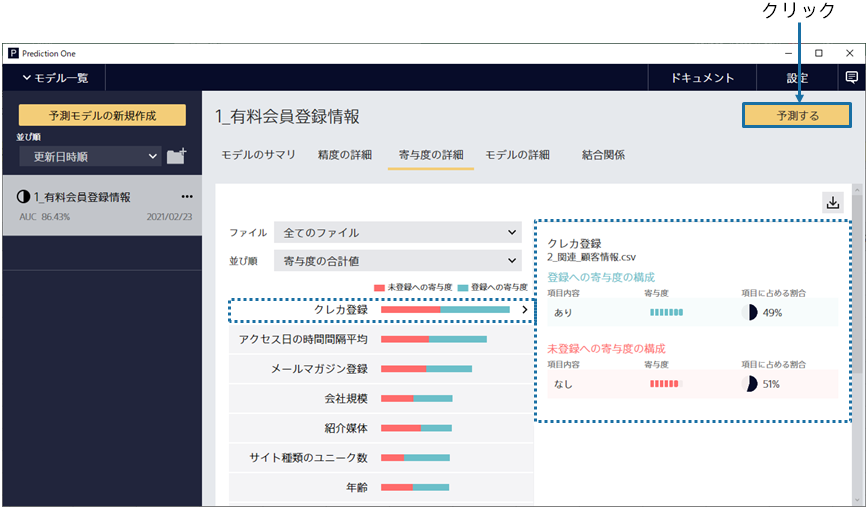 クリック
Prediction One
モデル一覧
ドキュメント
設定
予測モデルの新規作成
並び順
更新日時順
1_有料会員登録情報
AUC 86.43%
2021/02/23
1_有料会員登録情報
予測する
モデルのサマリ
精度の詳細
寄与度の詳細
モデルの詳細
結合関係
ファイル
全てのファイル
並び順
寄与度の合計値
未登録への寄与度
登録への寄与度
クレカ登録
アクセス日の時間間隔平均
メールマガジン登録
会社規模
紹介媒体
サイト種類のユニーク数
年齢
クレカ登録
2_関連_顧客情報.csv
登録への寄与度の構成
項目内容 寄与度 項目に占める割合
あり 49%
未登録への寄与度の構成
項目内容 寄与度 項目に占める割合
なし 51%